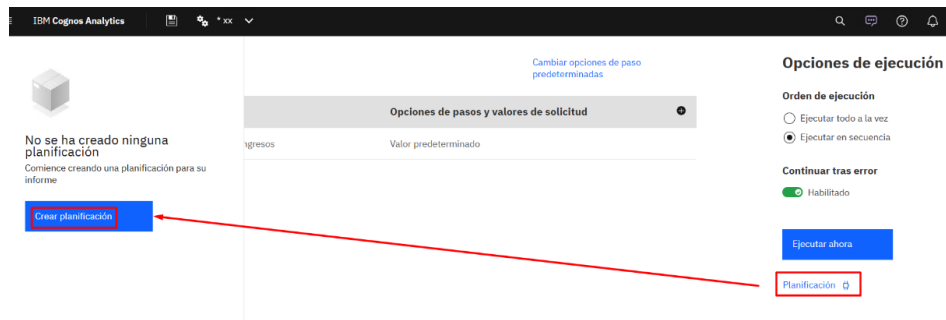 IBM Cognos Analytics
* xx
No se ha creado ninguna
planificación
Comience creando una planificación para su
informe
Crear planificación
Cambiar opciones de paso
predeterminadas
Opciones de pasos y valores de solicitud
Valor predeterminado
Opciones de ejecución
Orden de ejecución
Ejecutar todo a la vez
Ejecutar en secuencia
Continuar tras error
Habilitado
Ejecutar ahora
Planificación